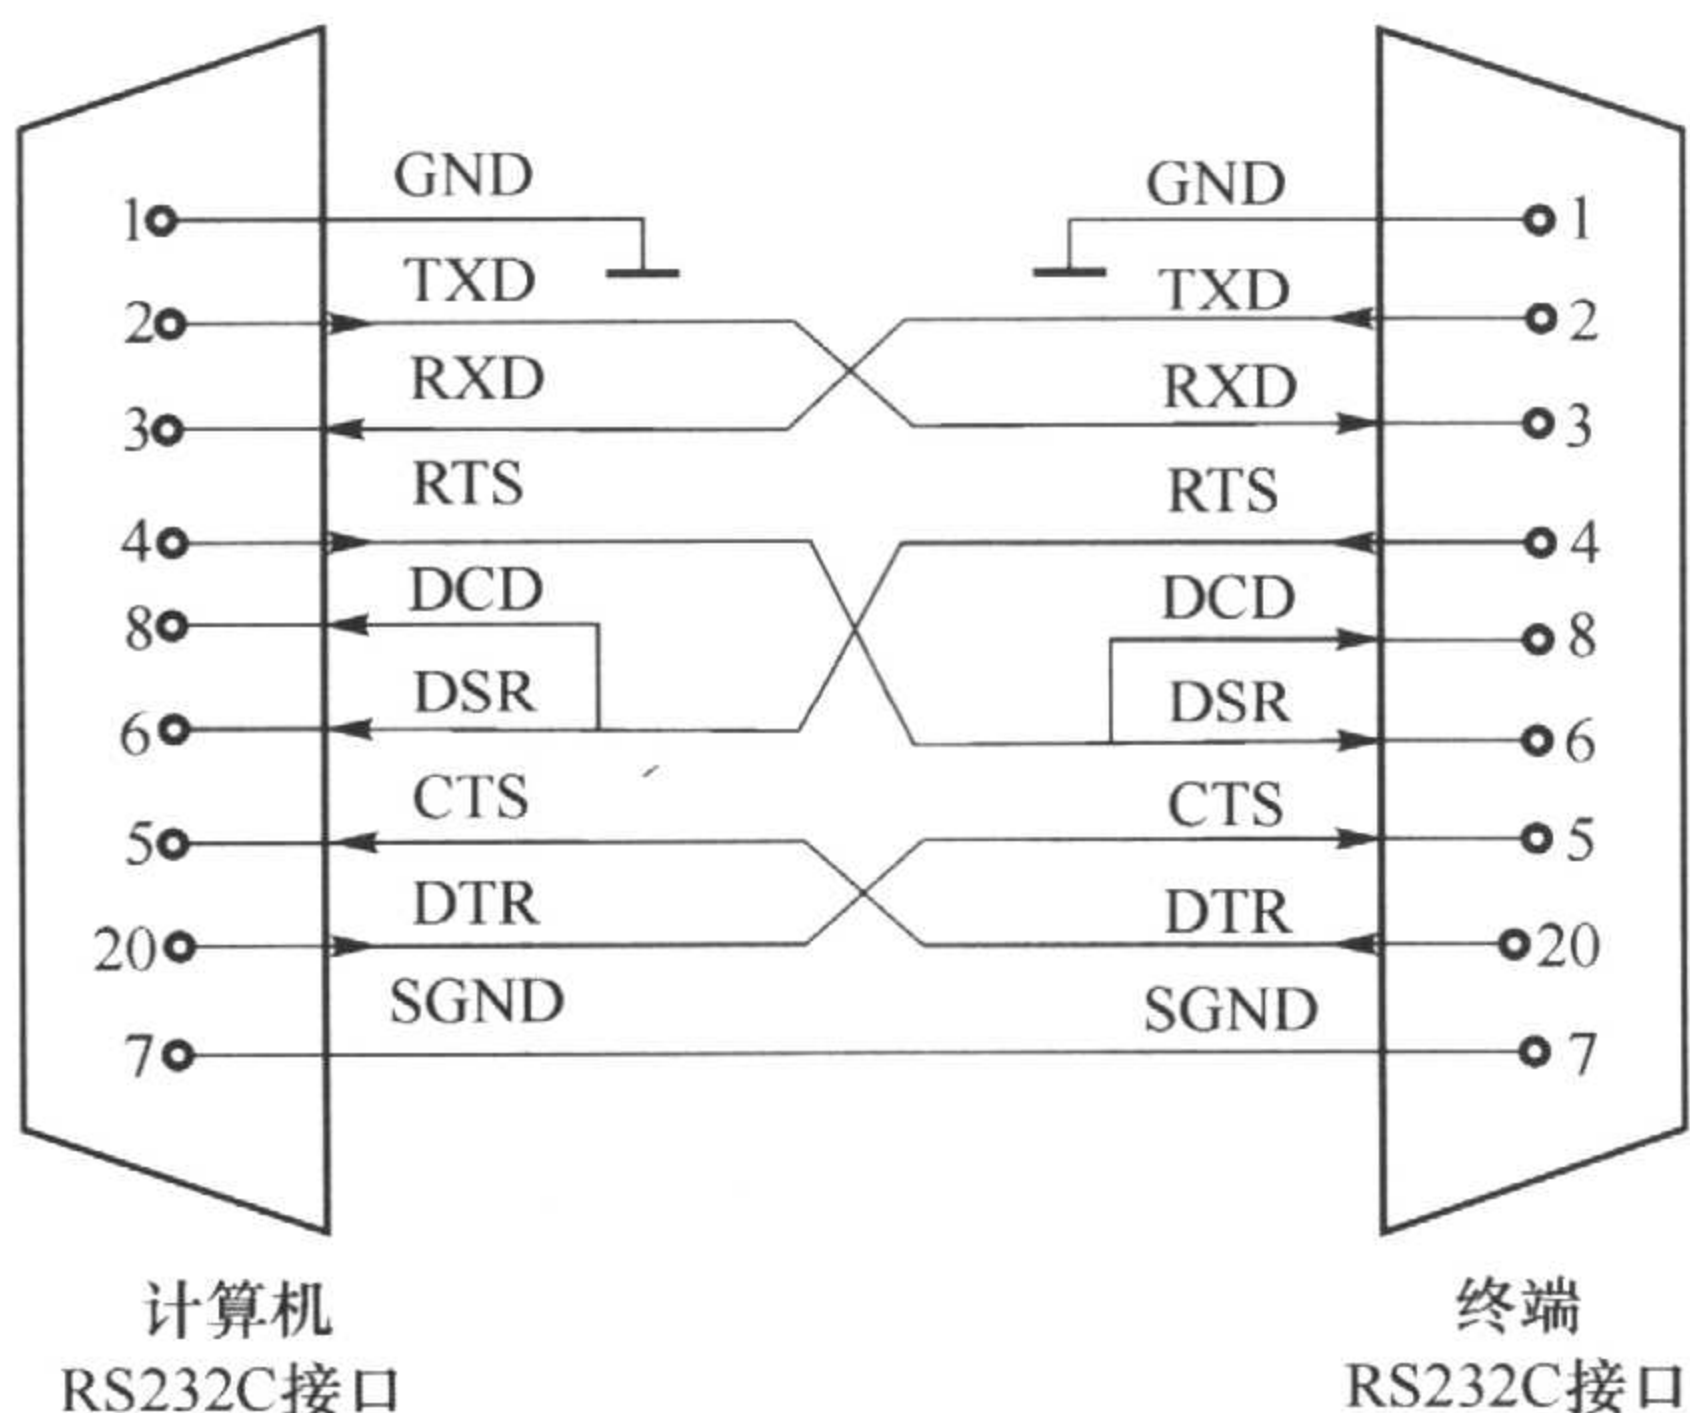 GND GND
1 1
TXD TXD
2 2
RXD RXD
3 3
RTS RTS
4 4
DCD DCD
8 8
DSR DSR
6 6
CTS CTS
5 5
DTR DTR
20 20
SGND SGND
7 7
计算机 终端
RS232C接口 RS232C接口